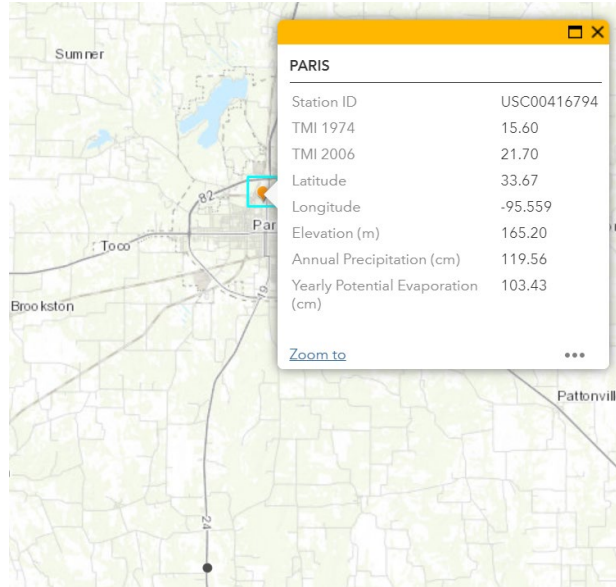 Sumner
PARIS
Station ID USC00416794
TMI 1974 15.60
TMI 2006 21.70
Latitude 33.67
Longitude -95.559
Elevation (m) 165.20
Annual Precipitation (cm) 119.56
Yearly Potential Evaporation 103.43
(cm)
Zoom to
82
Par
Toco
19
Brookston
Pattonvill
24